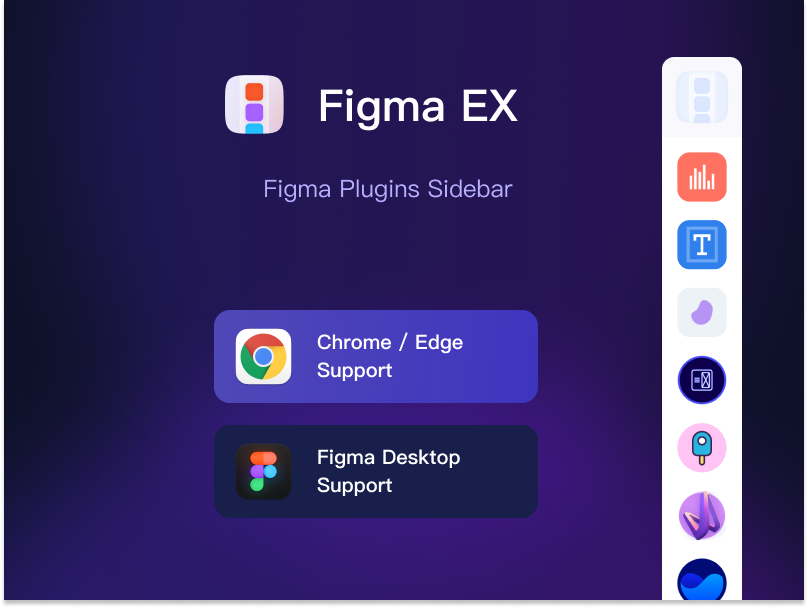 Figma EX
Figma Plugins Sidebar
Chrome / Edge
Support
Figma Desktop
Support
T